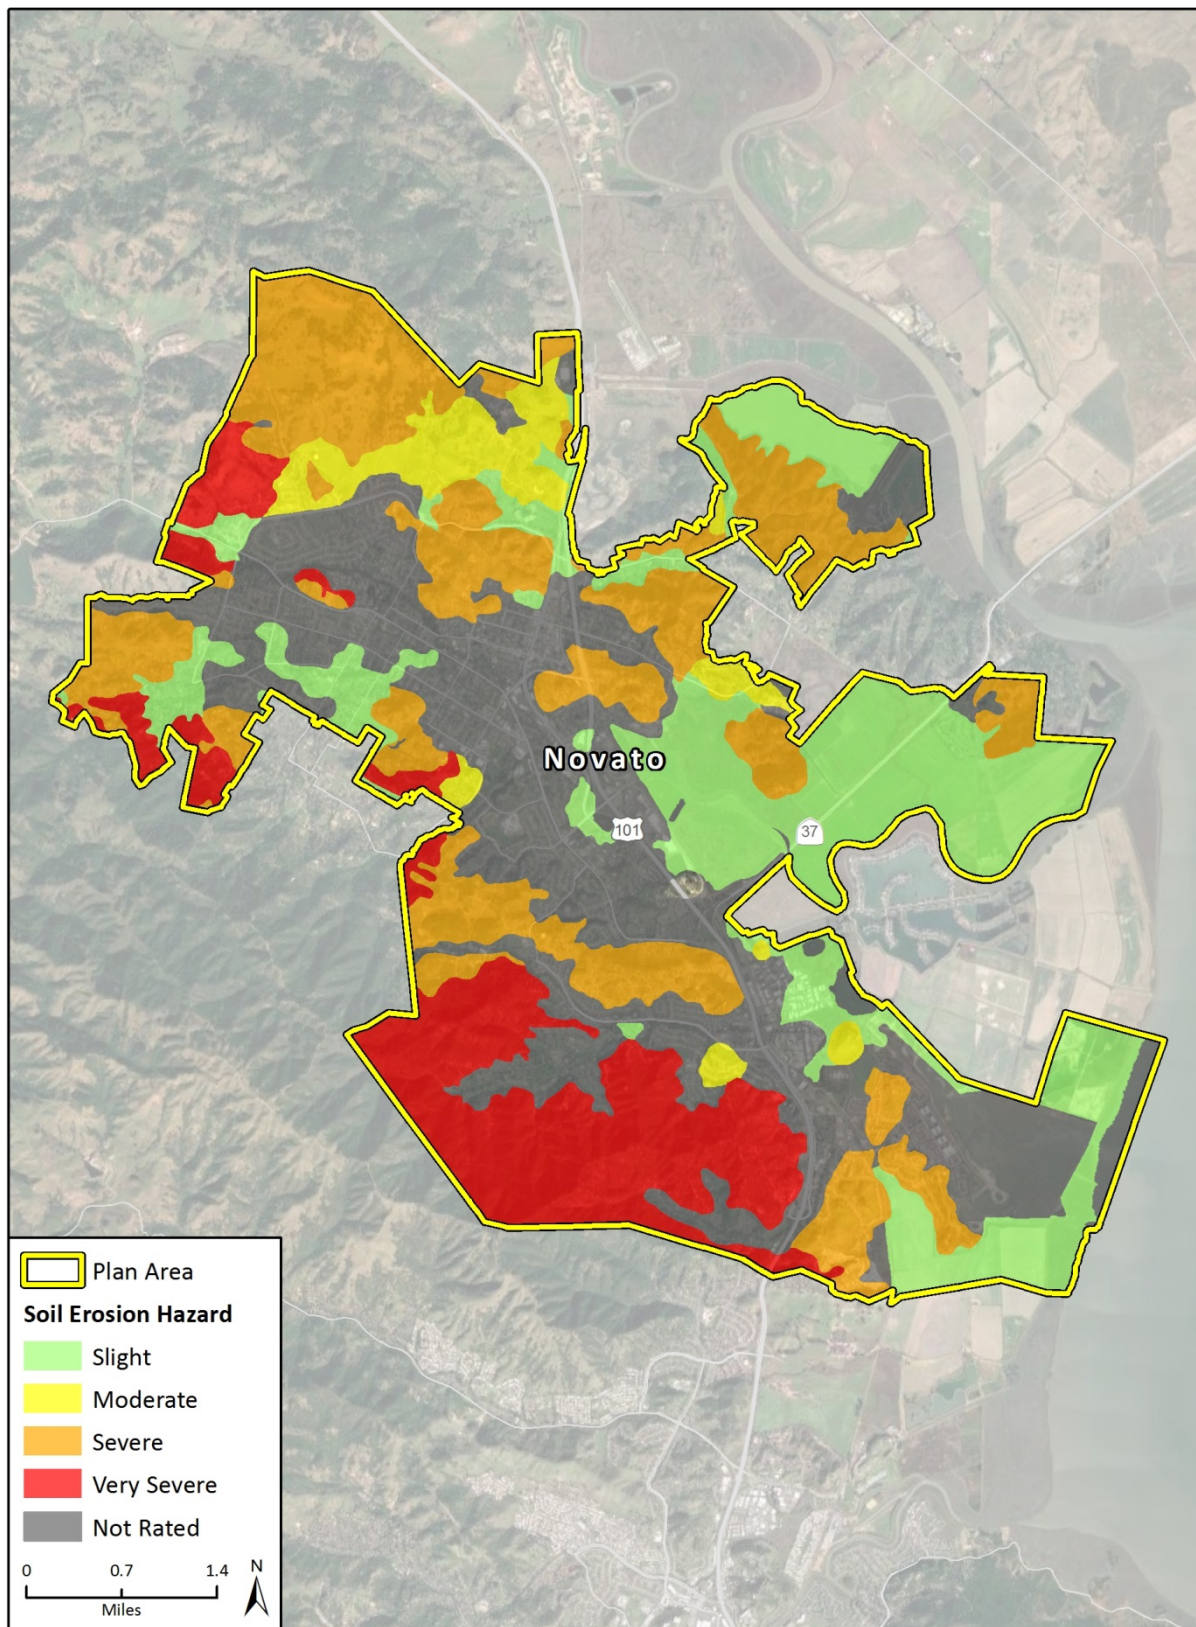 Novato
101
37
Plan Area
Soil Erosion Hazard
Slight
Moderate
Severe
Very Severe
Not Rated
0 0.7 1.4
Miles
N